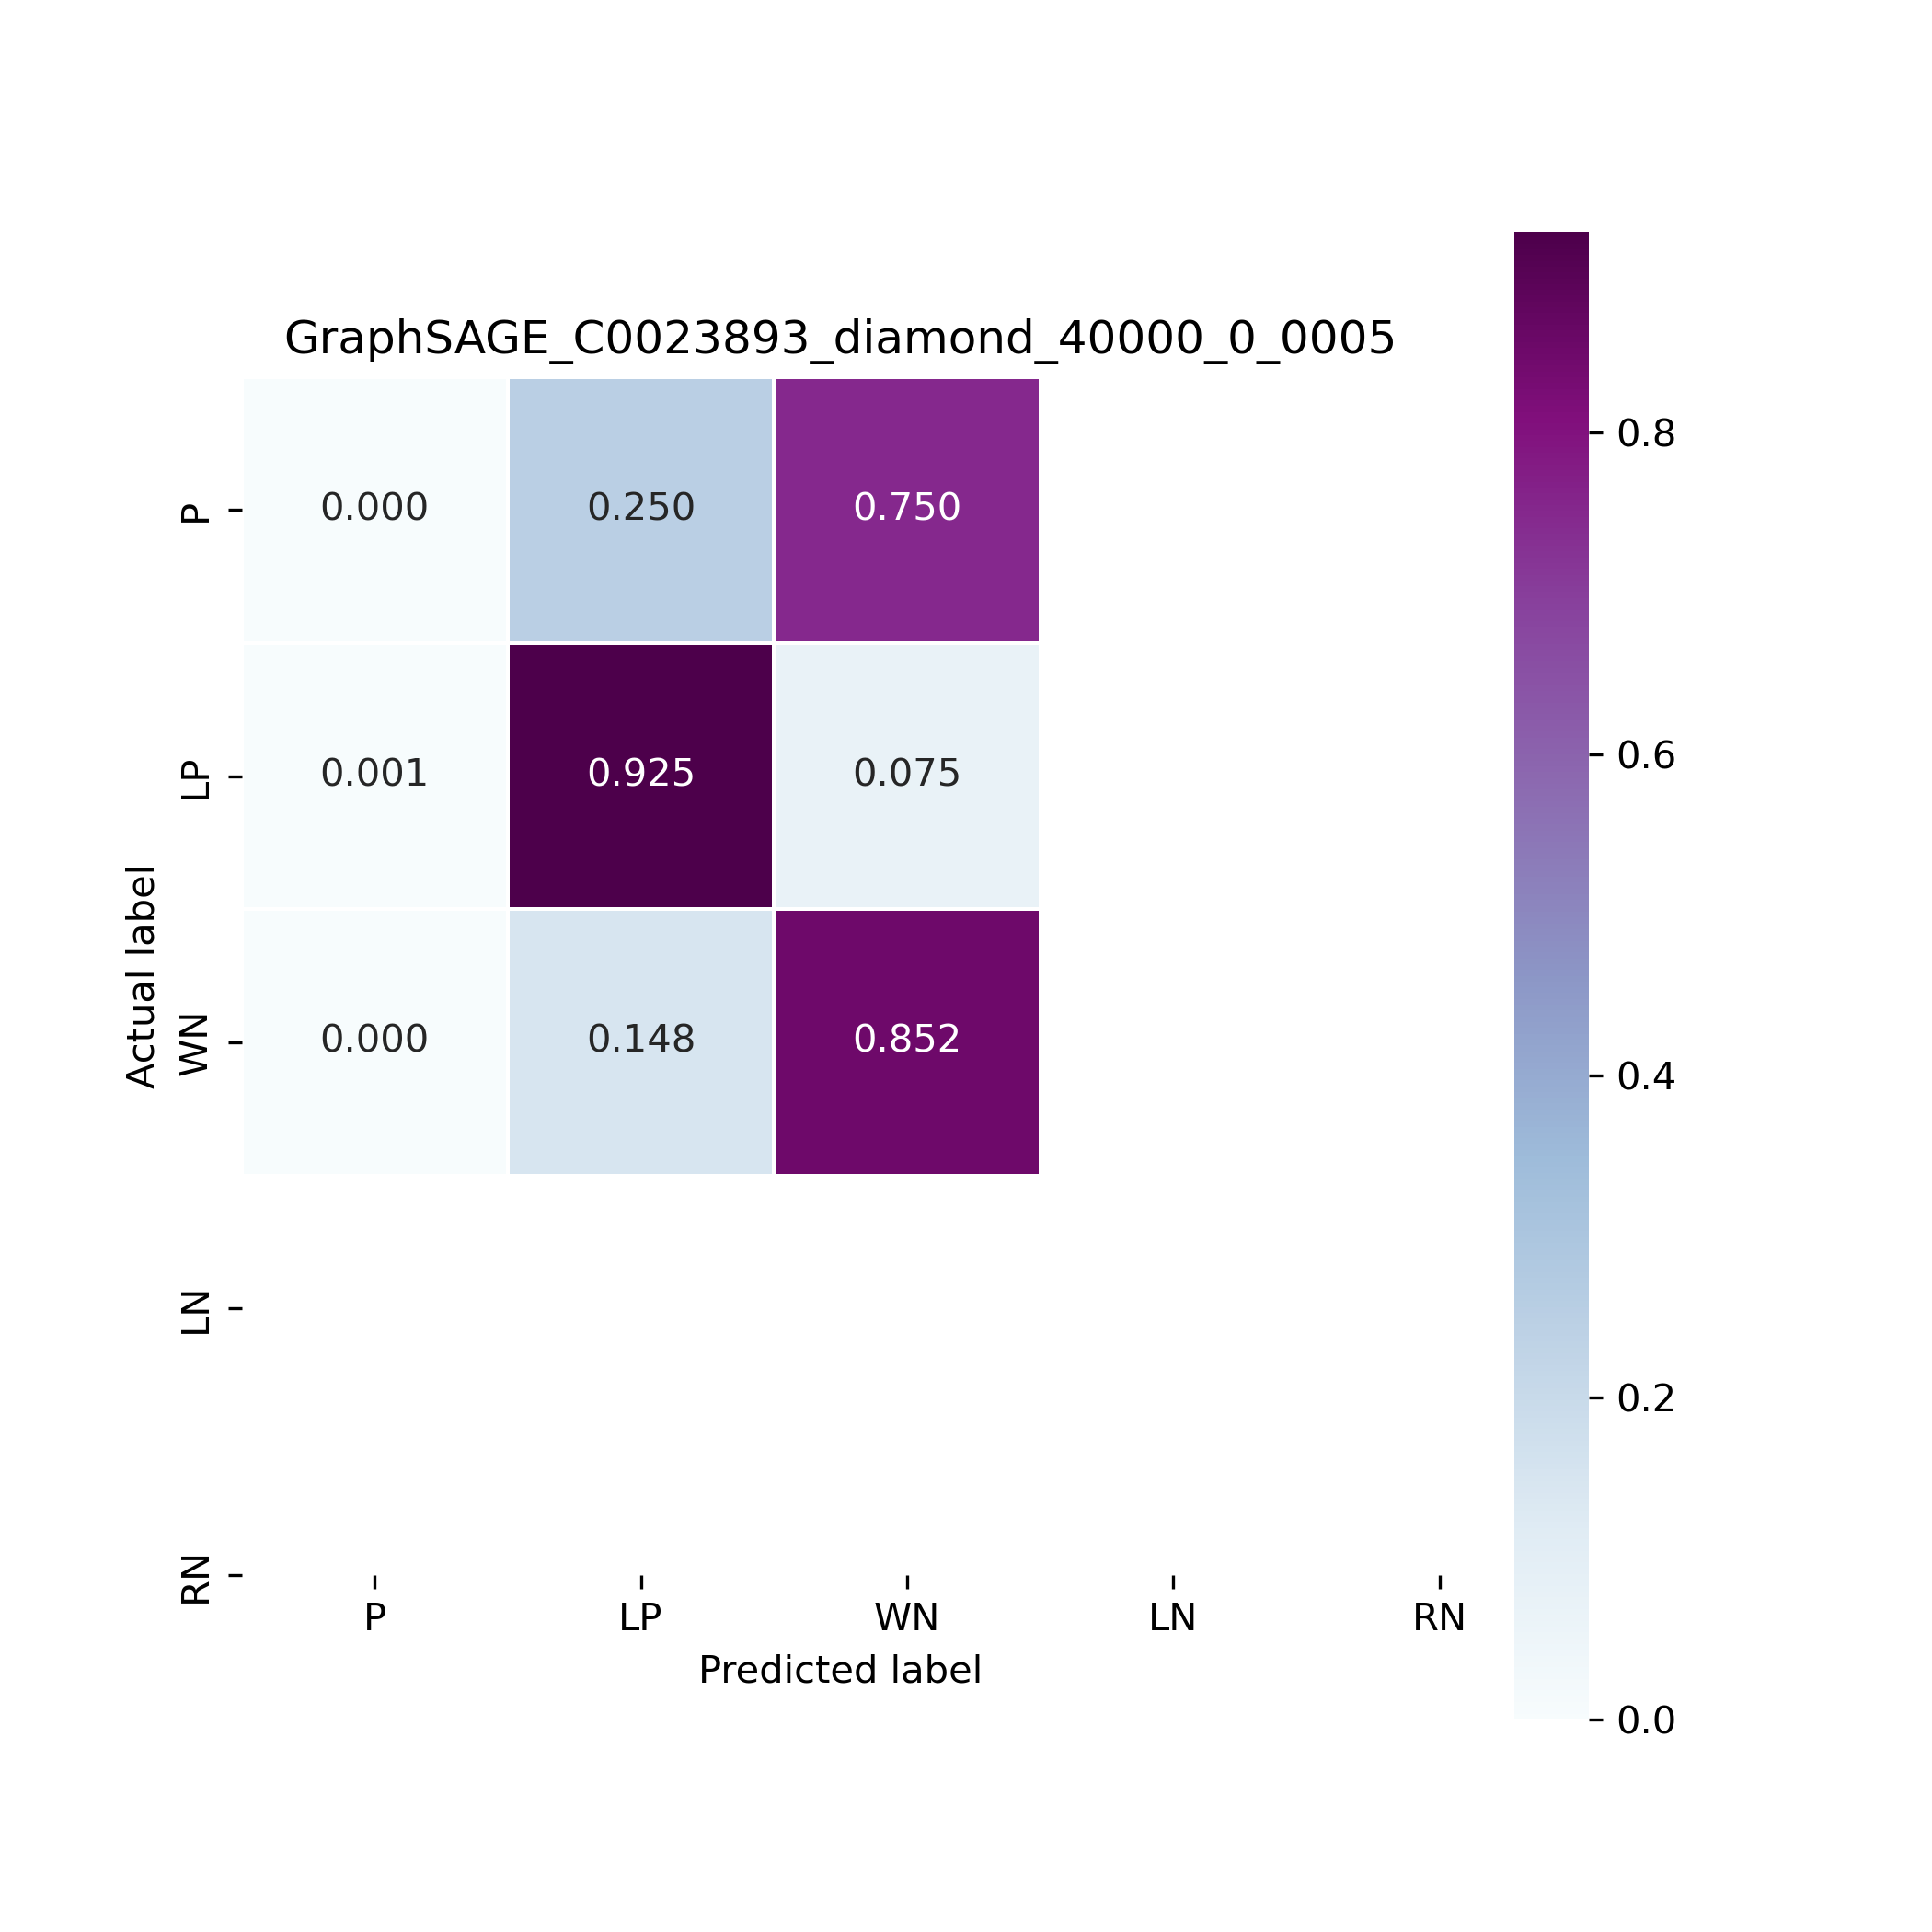 GraphSAGE_C0023893_diamond_40000_0_0005
P 0.000 0.250 0.750
LP 0.001 0.925 0.075
WN 0.000 0.148 0.852
LN
RN
Actual label
P LP WN LN RN
Predicted label
0.8
0.6
0.4
0.2
0.0